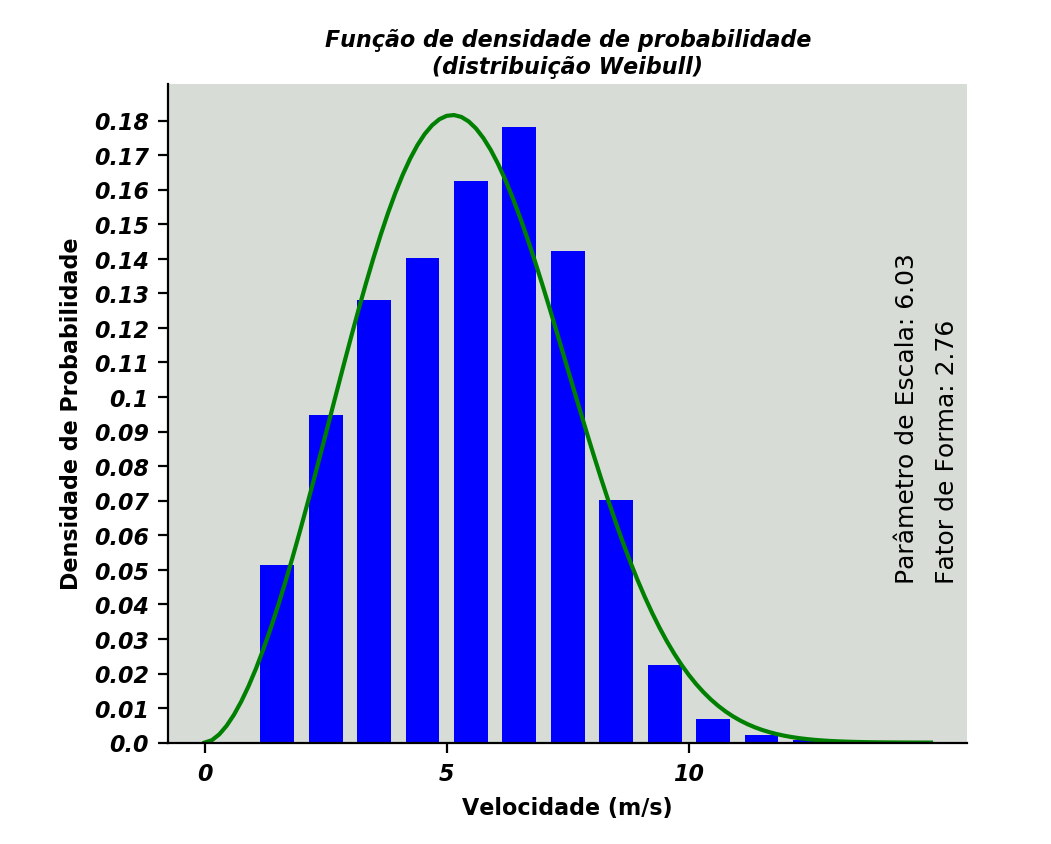 Função de densidade de probabilidade
(distribuição Weibull)
Densidade de Probabilidade
0.18
0.17
0.16
0.15
0.14
0.13
0.12
0.11
0.1
0.09
0.08
0.07
0.06
0.05
0.04
0.03
0.02
0.01
0.0
0 5 10
Velocidade (m/s)
Parâmetro de Escala: 6.03
Fator de Forma: 2.76